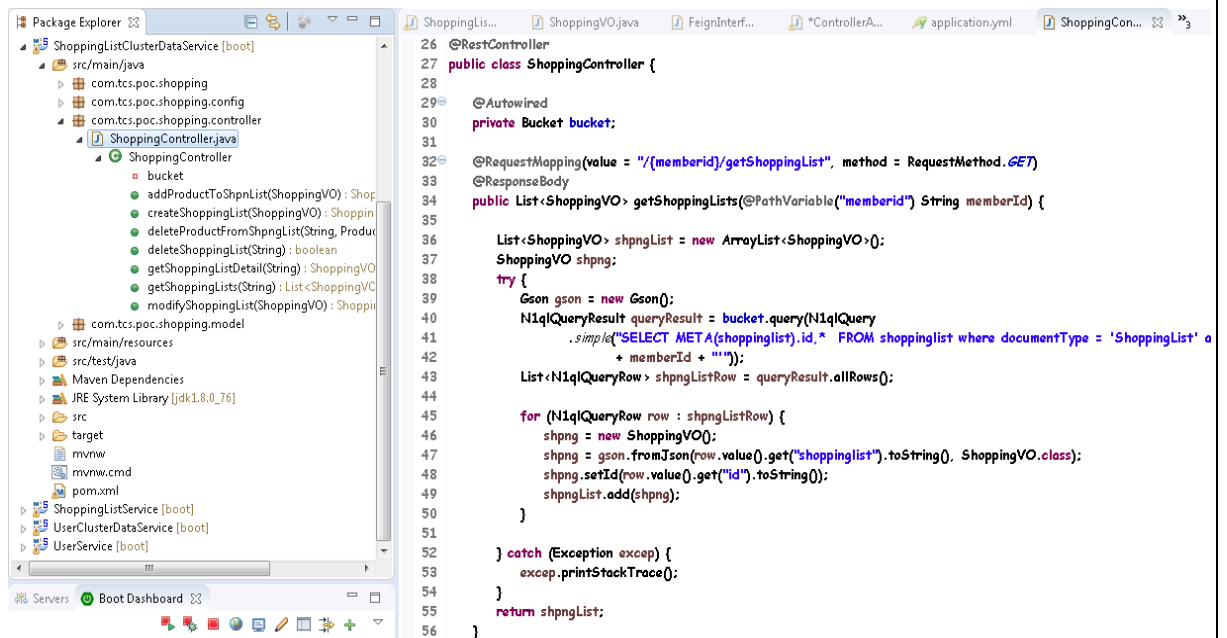 Package Explorer
ShoppingListClusterDataService [boot]
src/main/java
com.tcs.poc.shopping
com.tcs.poc.shopping.config
com.tcs.poc.shopping.controller
ShoppingController.java
ShoppingController
bucket
addProductToShpnList(ShoppingVO) : Shop
createShoppingList(ShoppingVO) : Shoppin
deleteProductFromShpngList(String, Produc
deleteShoppingList(String) : boolean
getShoppingListDetail(String) : ShoppingVO
getShoppingLists(String) : List<ShoppingVO
modifyShoppingList(ShoppingVO) : Shoppi
com.tcs.poc.shopping.model
src/main/resources
src/test/java
Maven Dependencies
JRE System Library [jdk1.8.0_76]
src
target
mvnw
mvnw.cmd
pom.xml
ShoppingListService [boot]
UserClusterDataService [boot]
UserService [boot]
Servers Boot Dashboard
ShoppingLis... ShoppingVO.java FeignInterf... *ControllerA... application.yml ShoppingCon... »3
26 @RestController
27 public class ShoppingController {
28
29 @Autowired
30 private Bucket bucket;
31
32 @RequestMapping(value = "/{memberid}/getShoppingList", method = RequestMethod.GET)
33 @ResponseBody
34 public List<ShoppingVO> getShoppingLists(@PathVariable("memberid") String memberId) {
35
36 List<ShoppingVO> shpngList = new ArrayList<ShoppingVO>();
37 ShoppingVO shpng;
38 try {
39 Gson gson = new Gson();
40 N1qlQueryResult queryResult = bucket.query(N1qlQuery
41 .simple("SELECT META(shoppinglist).id,* FROM shoppinglist where documentType = 'ShoppingList' a
42 + memberId + "'"));
43 List<N1qlQueryRow> shpngListRow = queryResult.allRows();
44
45 for (N1qlQueryRow row : shpngListRow) {
46 shpng = new ShoppingVO();
47 shpng = gson.fromJson(row.value().get("shoppinglist").toString(), ShoppingVO.class);
48 shpng.setId(row.value().get("id").toString());
49 shpngList.add(shpng);
50 }
51
52 } catch (Exception excep) {
53 excep.printStackTrace();
54 }
55 return shpngList;
56 }